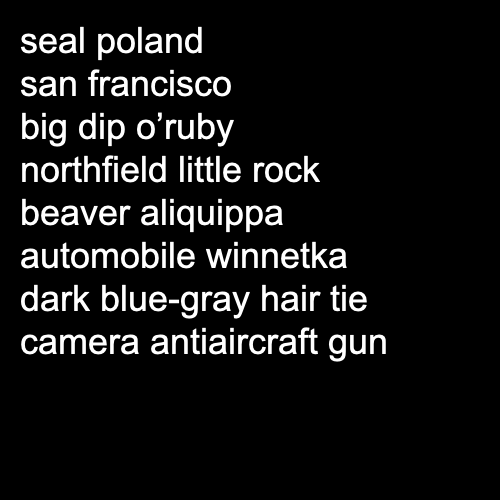 seal poland
san francisco
big dip o’ruby
northfield little rock
beaver aliquippa
automobile winnetka
dark blue-gray hair tie
camera antiaircraft gun